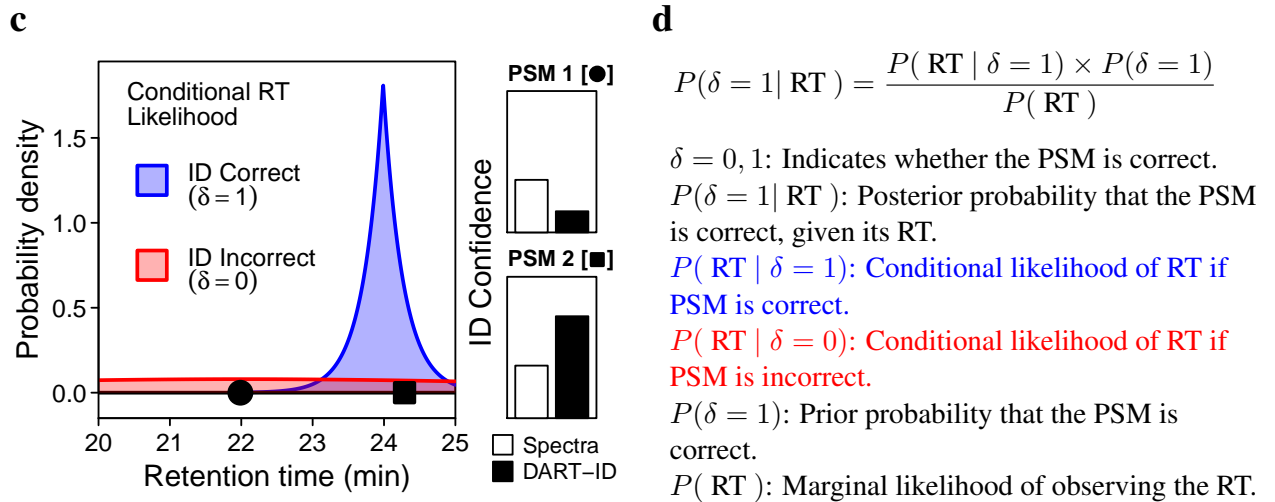 c
Probability density
1.5
1.0
0.5
0.0
Conditional RT
Likelihood
ID Correct
(δ = 1)
ID Incorrect
(δ = 0)
20 21 22 23 24 25
Retention time (min)
ID Confidence
PSM 1 [●]
PSM 2 [■]
Spectra
DART−ID
d
P(δ = 1| RT ) = P( RT | δ = 1) × P(δ = 1) / P( RT )
δ = 0, 1: Indicates whether the PSM is correct.
P(δ = 1| RT ): Posterior probability that the PSM
is correct, given its RT.
P( RT | δ = 1): Conditional likelihood of RT if
PSM is correct.
P( RT | δ = 0): Conditional likelihood of RT if
PSM is incorrect.
P(δ = 1): Prior probability that the PSM is
correct.
P( RT ): Marginal likelihood of observing the RT.